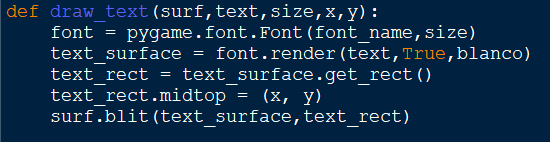 def draw_text(surf,text,size,x,y):
    font = pygame.font.Font(font_name,size)
    text_surface = font.render(text,True,blanco)
    text_rect = text_surface.get_rect()
    text_rect.midtop = (x, y)
    surf.blit(text_surface,text_rect)